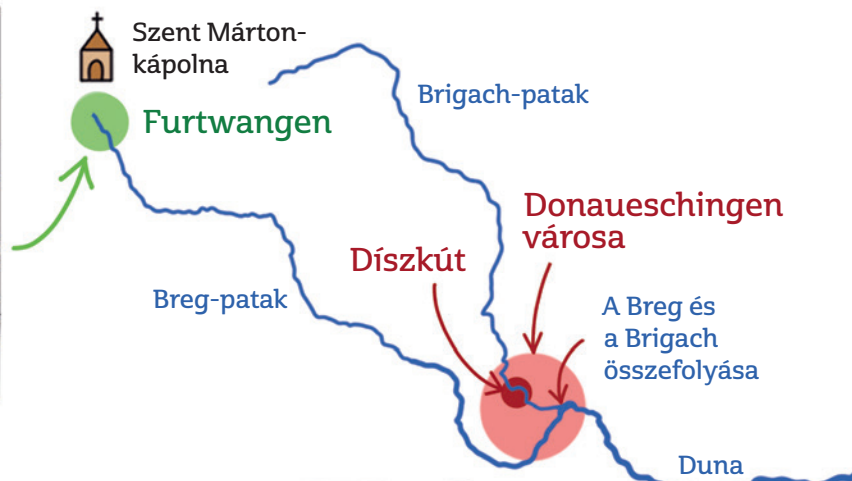 Szent Márton-
kápolna
Brigach-patak
Furtwangen
Donaueschingen
városa
Díszkút
Breg-patak
A Breg és
a Brigach
összefolyása
Duna